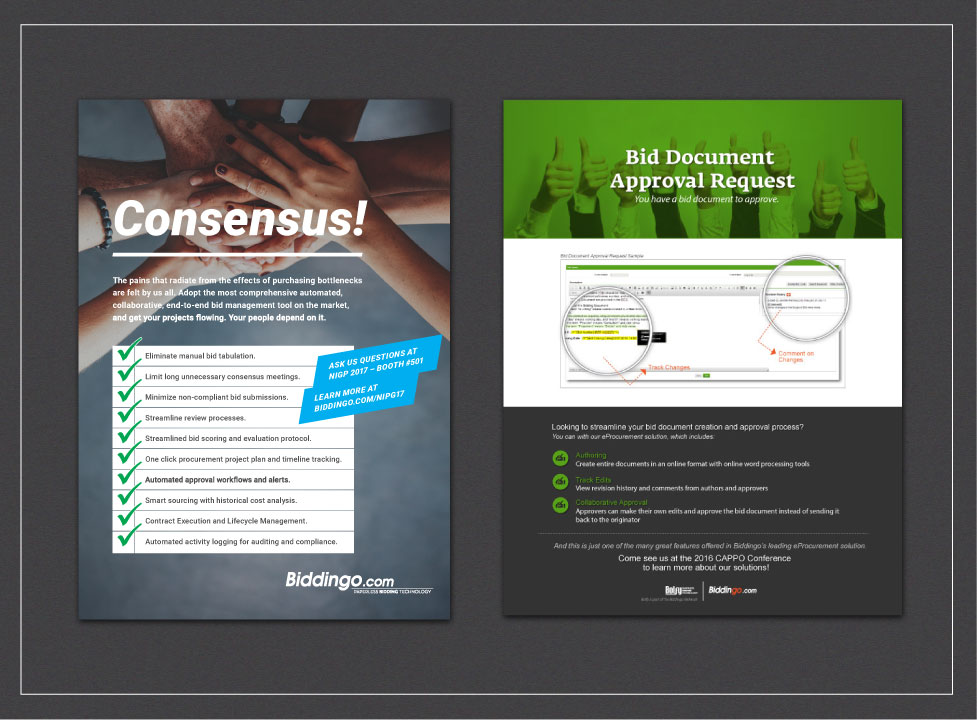 Consensus!
The pains that radiate from the effects of purchasing bottlenecks
are felt by us all. Adopt the most comprehensive automated,
collaborative, end-to-end bid management tool on the market,
and get your projects flowing. Your people depend on it.
Eliminate manual bid tabulation.
Limit long unnecessary consensus meetings.
Minimize non-compliant bid submissions.
Streamline review processes.
Streamlined bid scoring and evaluation protocol.
One click procurement project plan and timeline tracking.
Automated approval workflows and alerts.
Smart sourcing with historical cost analysis.
Contract Execution and Lifecycle Management.
Automated activity logging for auditing and compliance.
ASK US QUESTIONS AT
NIGP 2017 – BOOTH #501
LEARN MORE AT
BIDDINGO.COM/NIPG17
Biddingo.com
PAPERLESS BIDDING TECHNOLOGY
Bid Document
Approval Request
You have a bid document to approve.
Bid Document Approval Request Sample
Track Changes
Comment on
Changes
Looking to streamline your bid document creation and approval process?
You can with our eProcurement solution, which includes:
Authoring
Create entire documents in an online format with online word processing tools
Track Edits
View revision history and comments from authors and approvers
Collaborative Approval
Approvers can make their own edits and approve the bid document instead of sending it
back to the originator
And this is just one of the many great features offered in Biddingo's leading eProcurement solution.
Come see us at the 2016 CAPPO Conference
to learn more about our solutions!
Biddingo.com